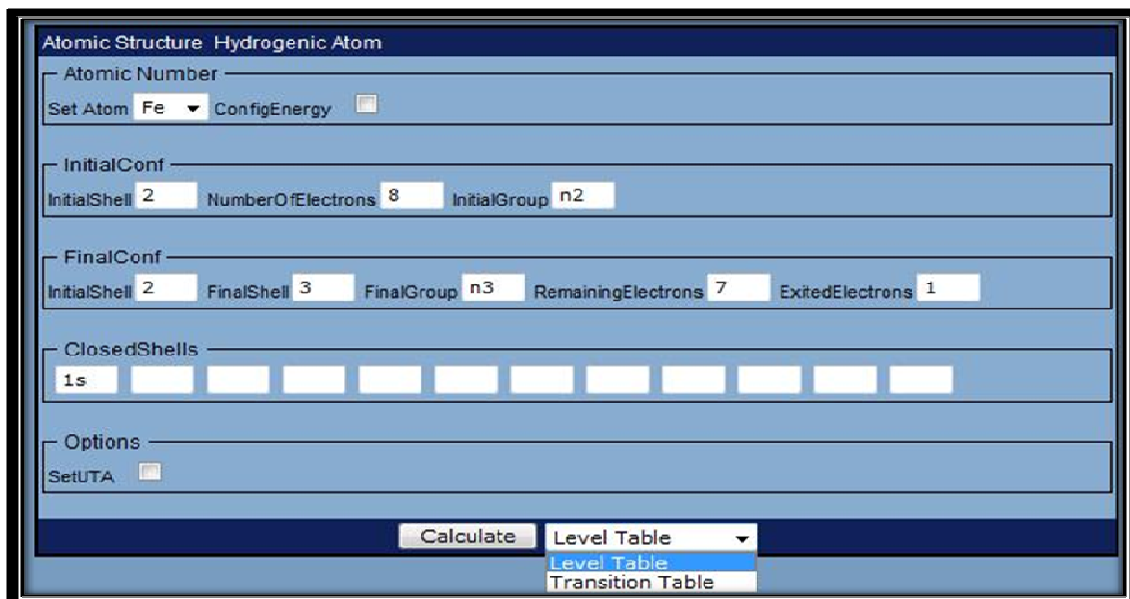 Atomic Structure Hydrogenic Atom
Atomic Number
Set Atom Fe ConfigEnergy
InitialConf
InitialShell 2 NumberOfElectrons 8 InitialGroup n2
FinalConf
InitialShell 2 FinalShell 3 FinalGroup n3 RemainingElectrons 7 ExitedElectrons 1
ClosedShells
1s
Options
SetUTA
Calculate Level Table
Level Table
Transition Table